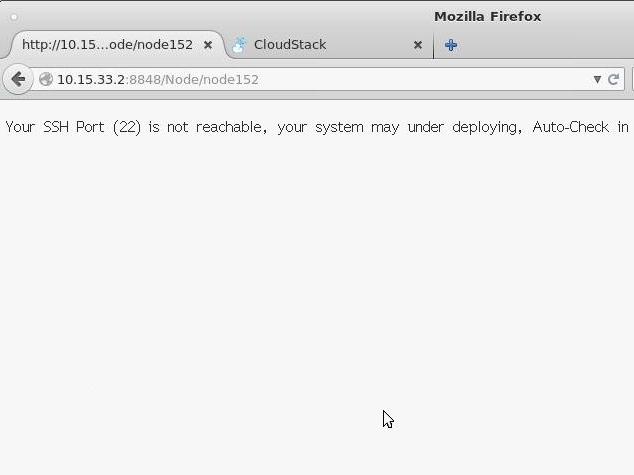 Mozilla Firefox
http://10.15...ode/node152
CloudStack
10.15.33.2:8848/Node/node152
Your SSH Port (22) is not reachable, your system may under deploying, Auto-Check in